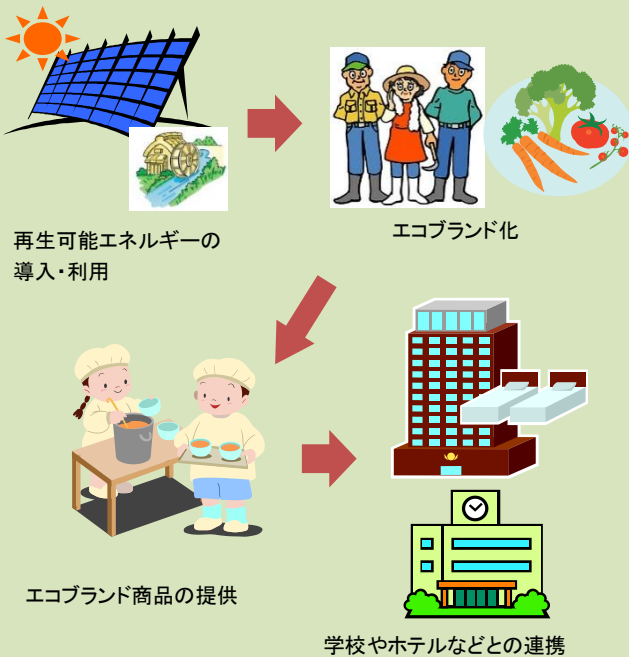 再生可能エネルギーの
導入・利用
エコブランド化
エコブランド商品の提供
学校やホテルなどとの連携